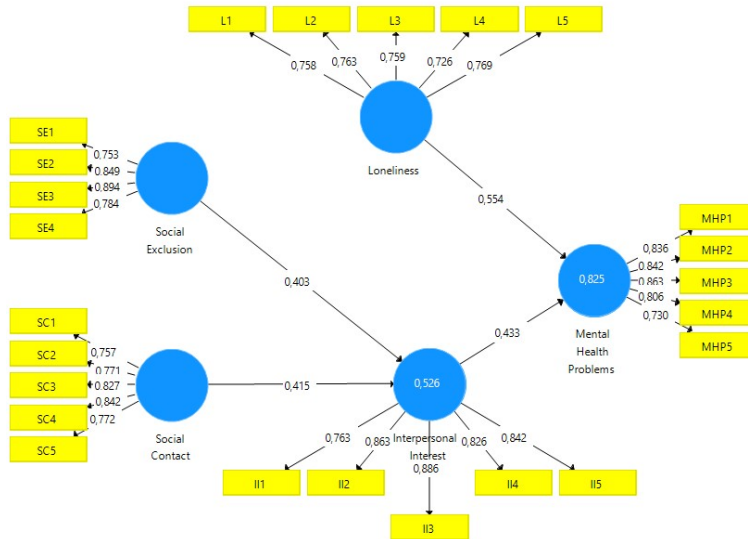 L1
L2
L3
L4
L5
0,758
0,763
0,759
0,726
0,769
Loneliness
SE1
SE2
SE3
SE4
0,753
0,849
0,894
0,784
Social
Exclusion
0,554
0,403
MHP1
MHP2
MHP3
MHP4
MHP5
0,836
0,842
0,863
0,806
0,730
0,825
Mental
Health
Problems
SC1
SC2
SC3
SC4
SC5
0,757
0,771
0,827
0,842
0,772
Social
Contact
0,415
0,433
0,526
Interpersonal
Interest
0,763
0,863
0,886
0,826
0,842
II1
II2
II3
II4
II5